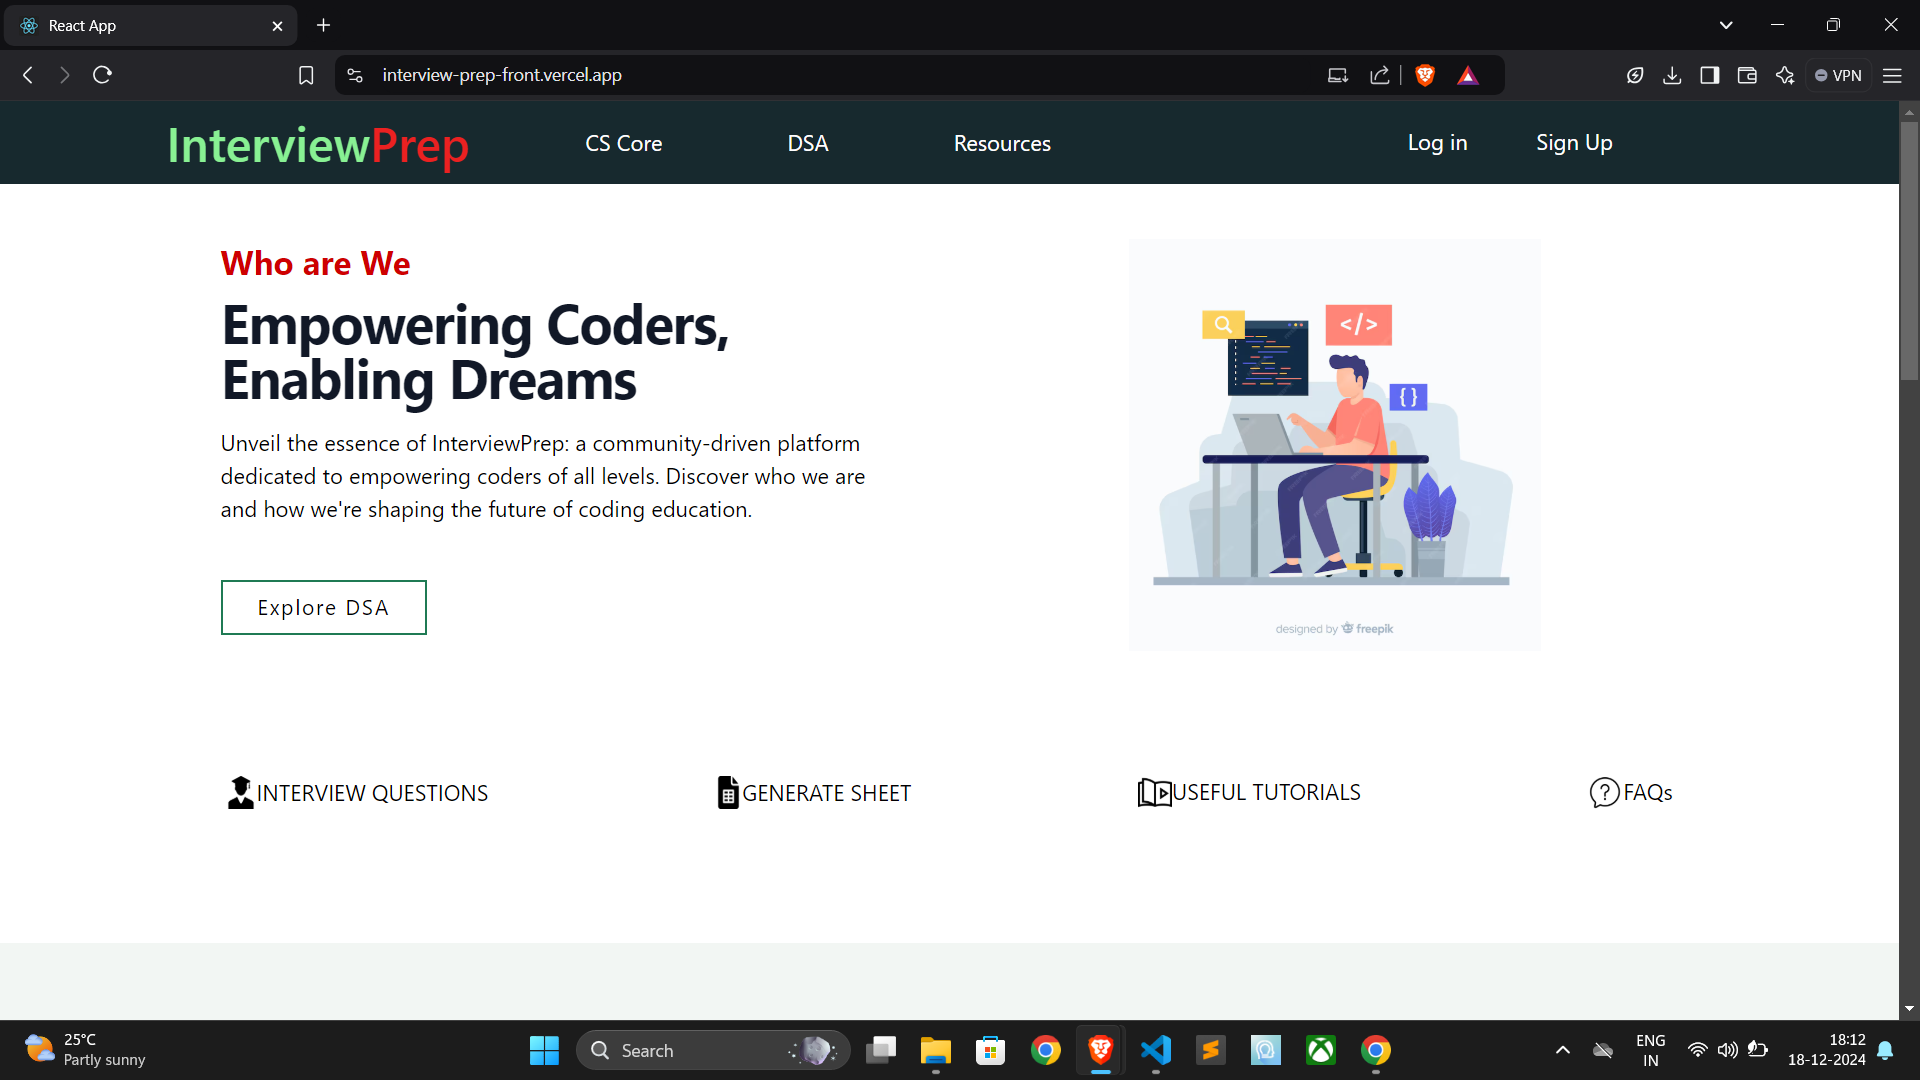 React App
interview-prep-front.vercel.app
VPN
InterviewPrep
CS Core
DSA
Resources
Log in
Sign Up
Who are We
Empowering Coders,
Enabling Dreams
Unveil the essence of InterviewPrep: a community-driven platform
dedicated to empowering coders of all levels. Discover who we are
and how we're shaping the future of coding education.
Explore DSA
</>
{ }
designed by freepik
INTERVIEW QUESTIONS
GENERATE SHEET
USEFUL TUTORIALS
FAQs
25°C
Partly sunny
Search
ENG
IN
18:12
18-12-2024